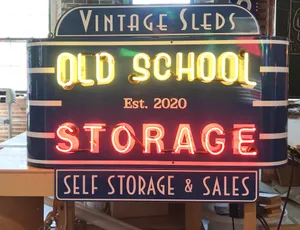 VINTAGE SLEDS
OLD SCHOOL
Est. 2020
STORAGE
SELF STORAGE & SALES